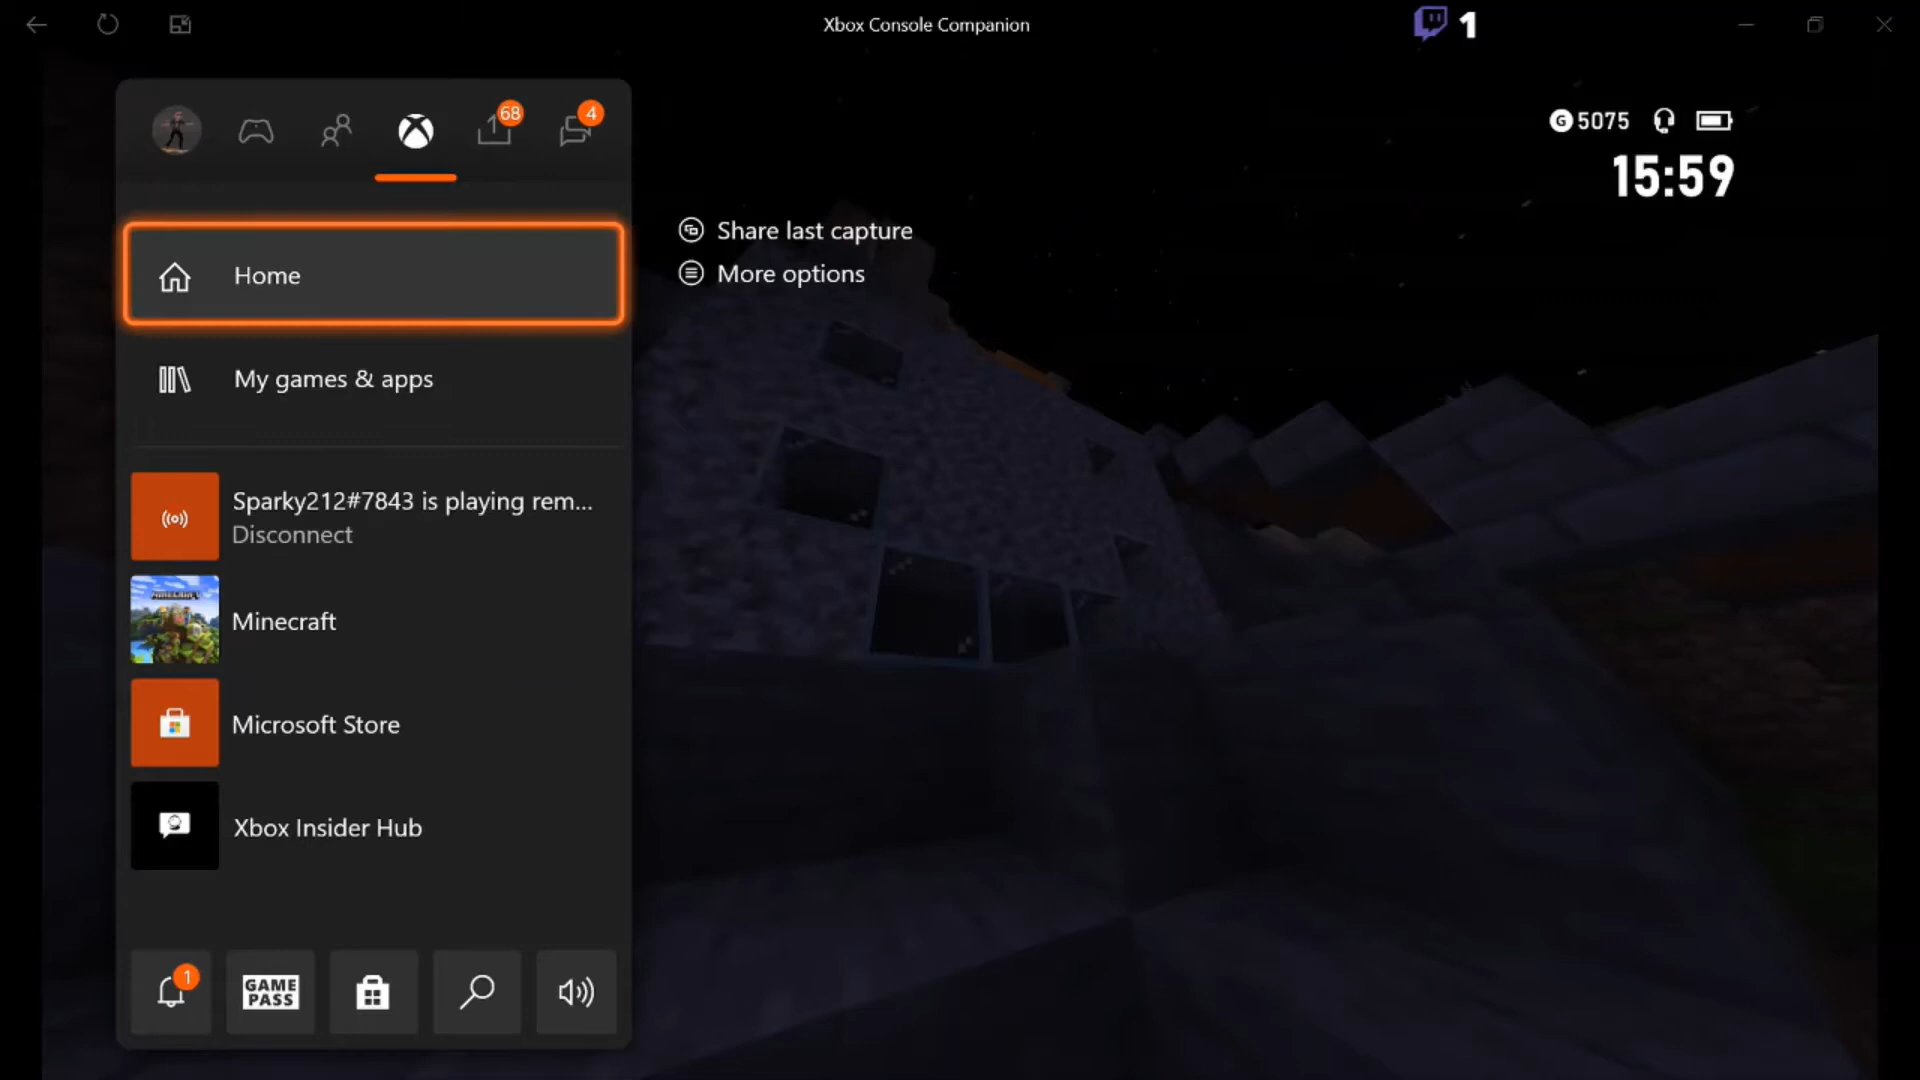 Xbox Console Companion
1
68
4
G 5075
15:59
Home
Share last capture
More options
My games & apps
Sparky212#7843 is playing rem...
Disconnect
MINECRAFT
Minecraft
Microsoft Store
Xbox Insider Hub
1
GAME
PASS